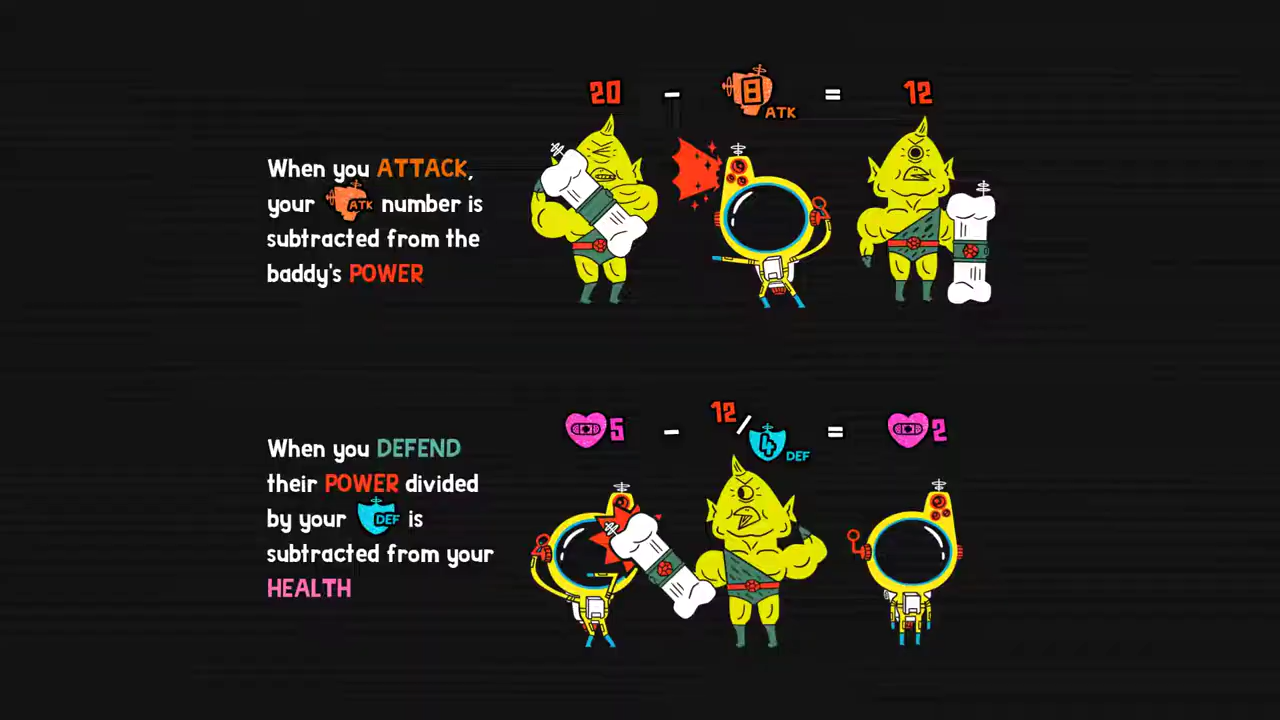 20 - 8 ATK = 12
When you ATTACK,
your ATK number is
subtracted from the
baddy's POWER
5 - 12/4 DEF = 2
When you DEFEND
their POWER divided
by your DEF is
subtracted from your
HEALTH